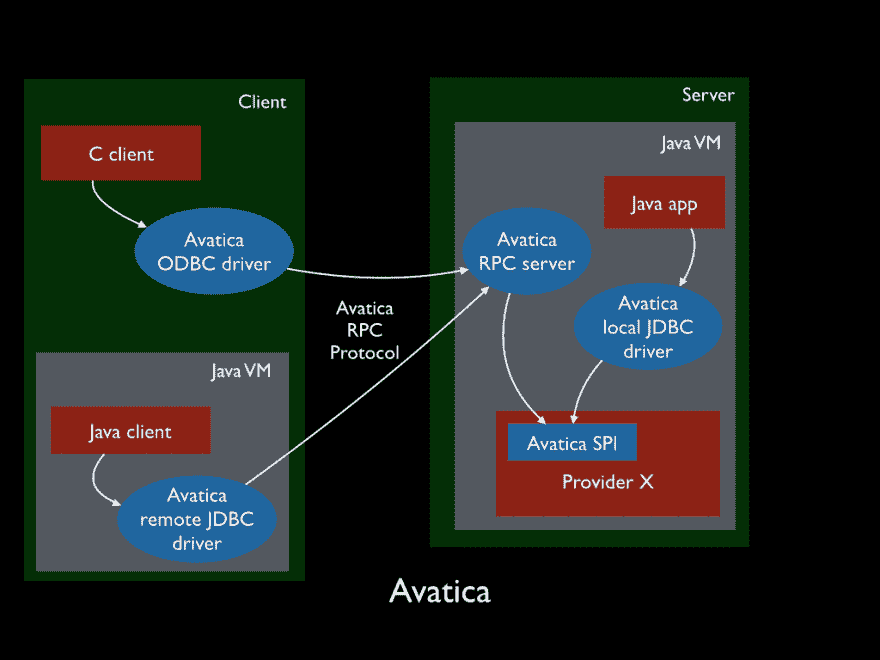 Client
C client
Avatica
ODBC driver
Java VM
Java client
Avatica
remote JDBC
driver
Avatica
RPC
Protocol
Server
Java VM
Java app
Avatica
RPC server
Avatica
local JDBC
driver
Avatica SPI
Provider X
Avatica